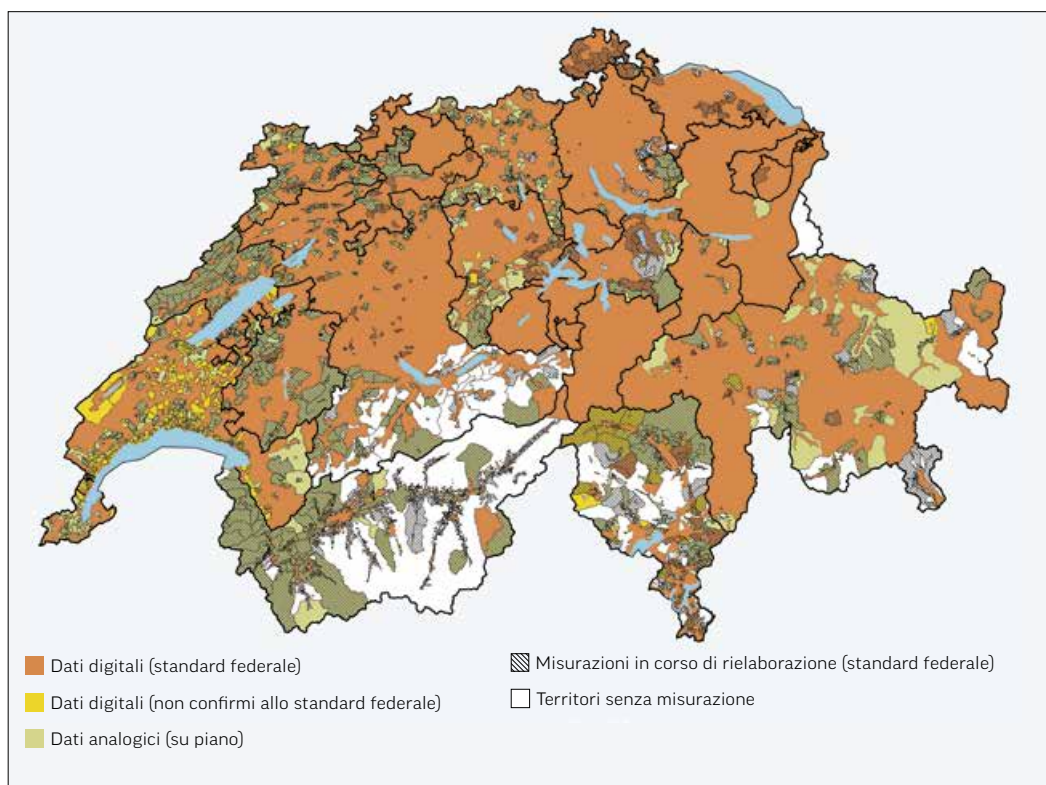 Dati digitali (standard federale)
Dati digitali (non confirmi allo standard federale)
Dati analogici (su piano)
Misurazioni in corso di rielaborazione (standard federale)
Territori senza misurazione